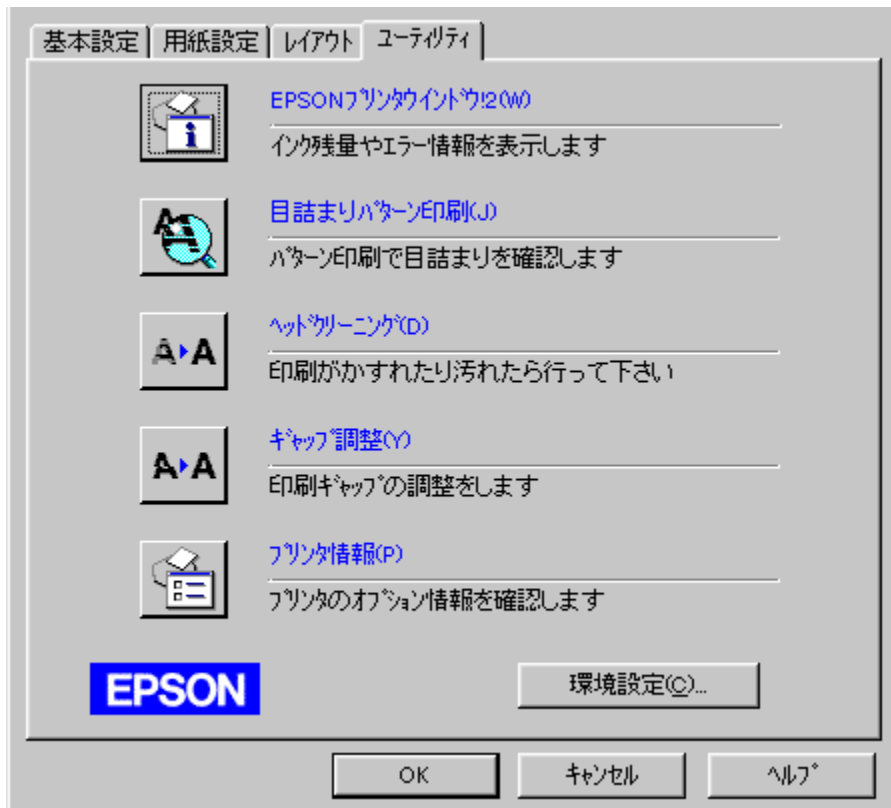 基本設定 用紙設定 ﾚｲｱｳﾄ ﾕｰﾃｨﾘﾃｨ
EPSONﾌﾟﾘﾝﾀｳｲﾝﾄﾞｳ!2(W)
ｲﾝｸ残量やｴﾗｰ情報を表示します
目詰まりﾊﾟﾀｰﾝ印刷(J)
ﾊﾟﾀｰﾝ印刷で目詰まりを確認します
ﾍｯﾄﾞｸﾘｰﾆﾝｸﾞ(D)
印刷がかすれたり汚れたら行って下さい
ｷﾞｬｯﾌﾟ調整(Y)
印刷ｷﾞｬｯﾌﾟの調整をします
ﾌﾟﾘﾝﾀ情報(P)
ﾌﾟﾘﾝﾀのｵﾌﾟｼｮﾝ情報を確認します
EPSON 環境設定(C)...
OK ｷｬﾝｾﾙ ﾍﾙﾌﾟ